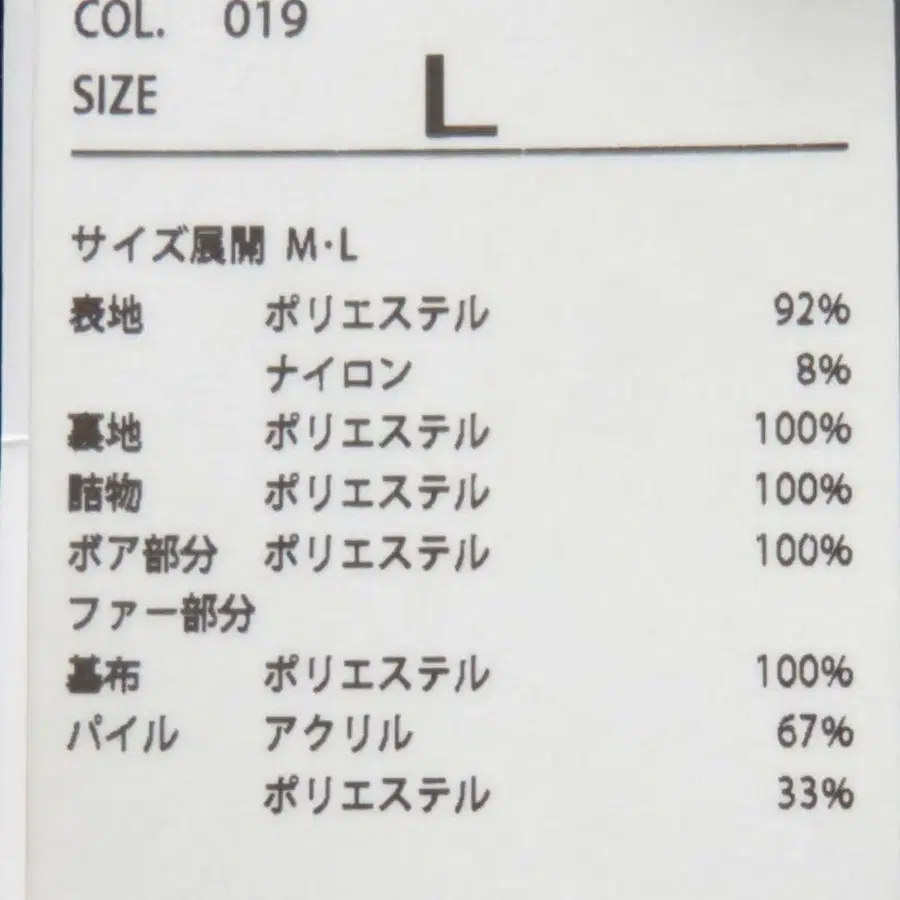 COL. 019
SIZE L
サイズ展開 M･L
表地 ポリエステル 92%
ナイロン 8%
裏地 ポリエステル 100%
詰物 ポリエステル 100%
ボア部分 ポリエステル 100%
ファー部分
基布 ポリエステル 100%
パイル アクリル 67%
ポリエステル 33%